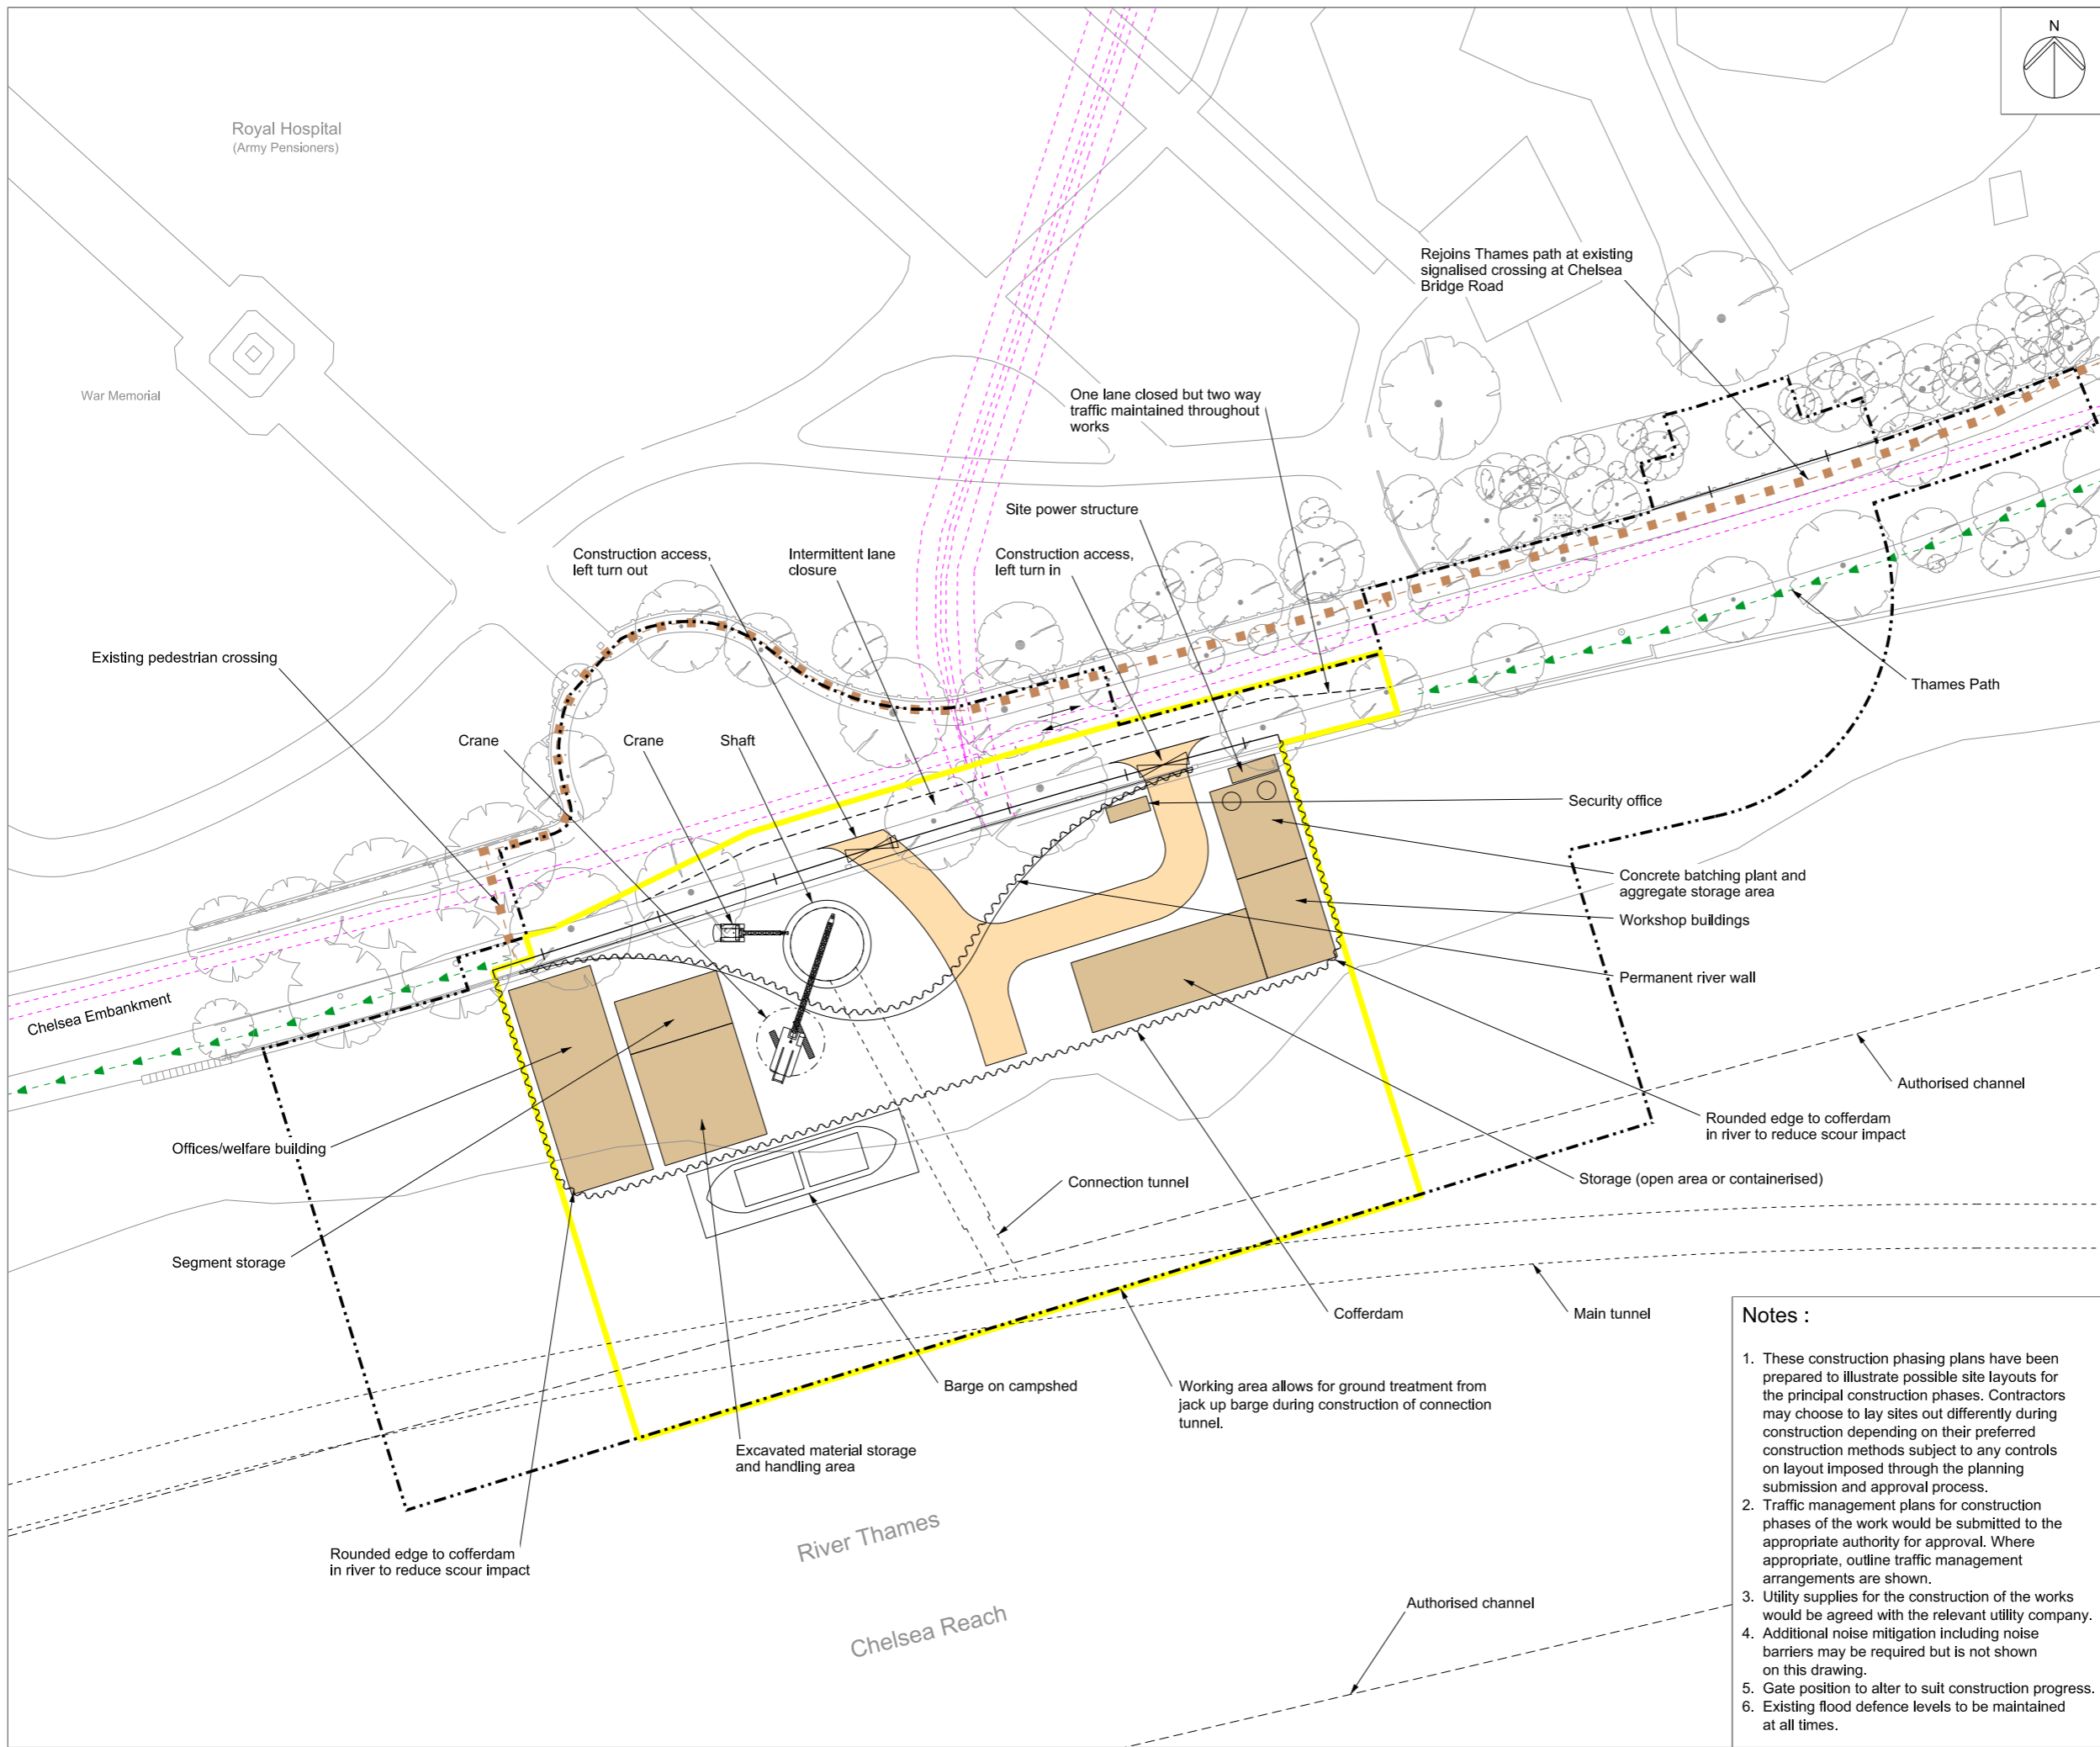 N
Royal Hospital
(Army Pensioners)
War Memorial
Rejoins Thames path at existing
signalised crossing at Chelsea
Bridge Road
One lane closed but two way
traffic maintained throughout
works
Site power structure
Construction access,
left turn out
Intermittent lane
closure
Construction access,
left turn in
Existing pedestrian crossing
Thames Path
Crane
Crane
Shaft
Security office
Concrete batching plant and
aggregate storage area
Workshop buildings
Permanent river wall
Chelsea Embankment
Authorised channel
Rounded edge to cofferdam
in river to reduce scour impact
Offices/welfare building
Storage (open area or containerised)
Connection tunnel
Segment storage
Cofferdam
Main tunnel
Barge on campshed
Working area allows for ground treatment from
jack up barge during construction of connection
tunnel.
Excavated material storage
and handling area
River Thames
Rounded edge to cofferdam
in river to reduce scour impact
Authorised channel
Chelsea Reach
Notes :
1. These construction phasing plans have been
prepared to illustrate possible site layouts for
the principal construction phases. Contractors
may choose to lay sites out differently during
construction depending on their preferred
construction methods subject to any controls
on layout imposed through the planning
submission and approval process.
2. Traffic management plans for construction
phases of the work would be submitted to the
appropriate authority for approval. Where
appropriate, outline traffic management
arrangements are shown.
3. Utility supplies for the construction of the works
would be agreed with the relevant utility company.
4. Additional noise mitigation including noise
barriers may be required but is not shown
on this drawing.
5. Gate position to alter to suit construction progress.
6. Existing flood defence levels to be maintained
at all times.